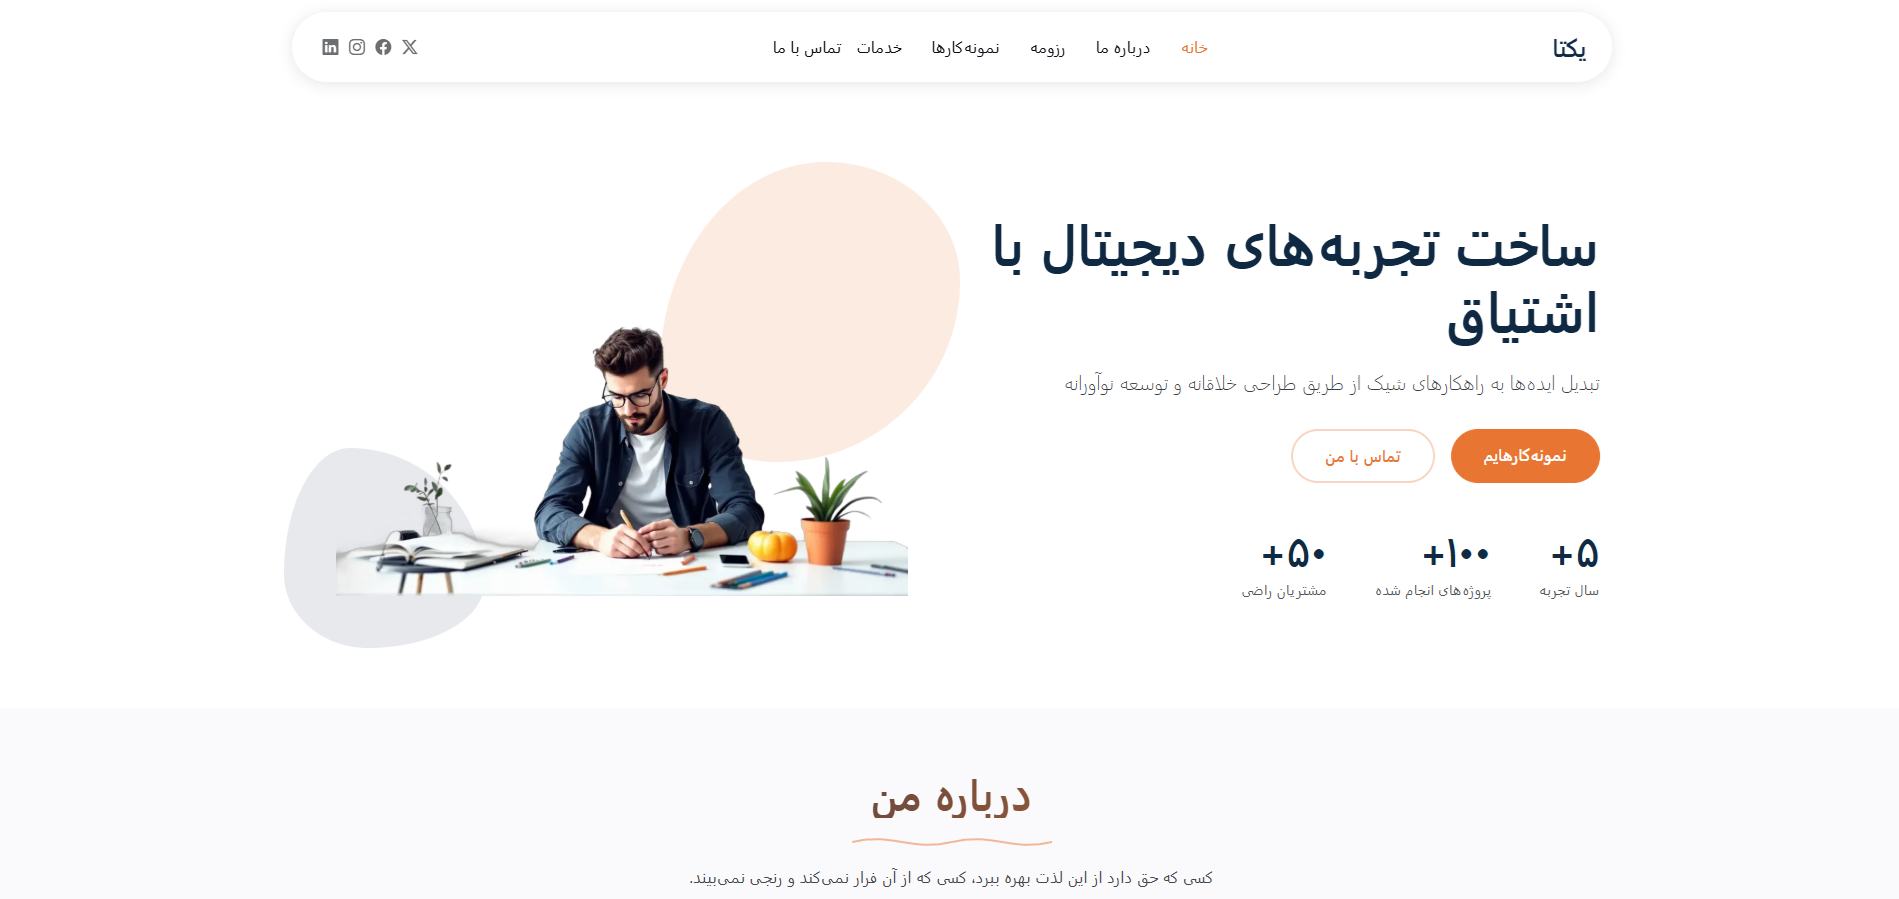 یکتا
خانه
درباره ما
رزومه
نمونه‌کارها
خدمات
تماس با ما
ساخت تجربه‌های دیجیتال با
اشتیاق
تبدیل ایده‌ها به راهکارهای شیک از طریق طراحی خلاقانه و توسعه نوآورانه
نمونه‌کارهایم
تماس با من
۵+
سال تجربه
۱۰۰+
پروژه‌های انجام شده
۵۰+
مشتریان راضی
درباره من
کسی که حق دارد از این لذت بهره ببرد، کسی که از آن فرار نمی‌کند و رنجی نمی‌بیند.